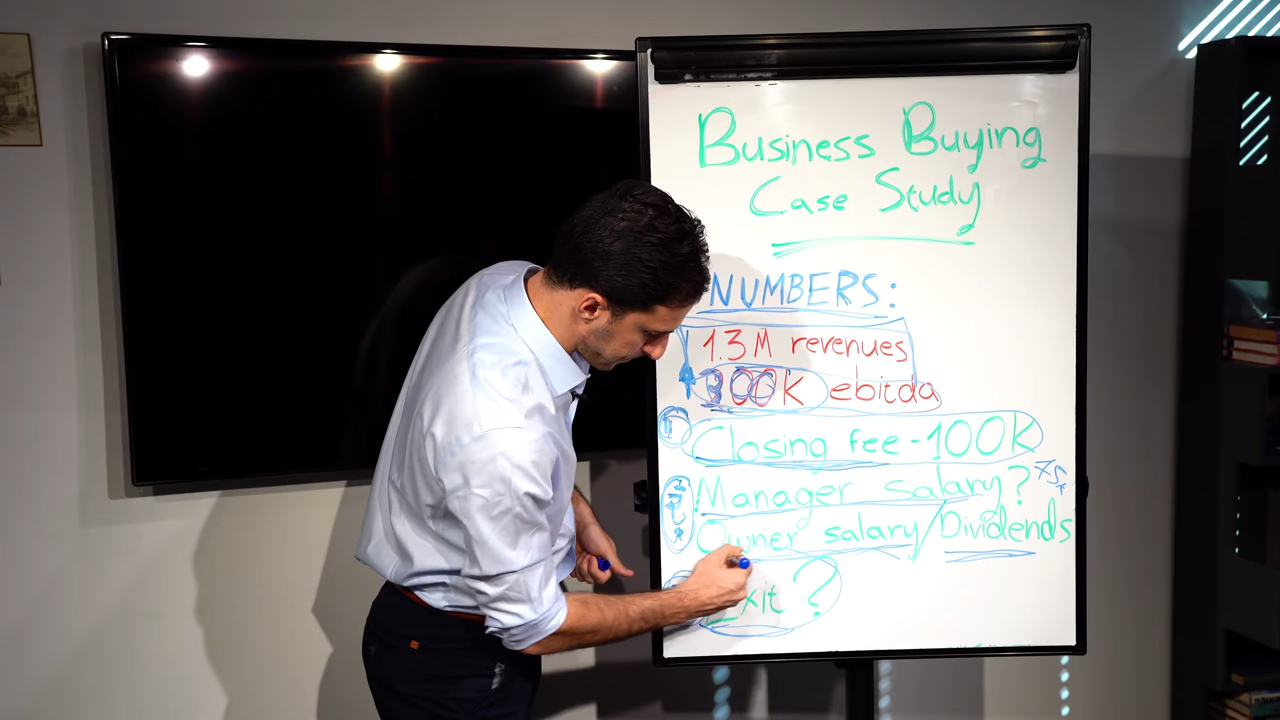 Business Buying
Case Study
NUMBERS:
1.3M revenues
300K ebitda
Closing fee - 100K
Manager salary?
Owner salary/Dividends
Exit?